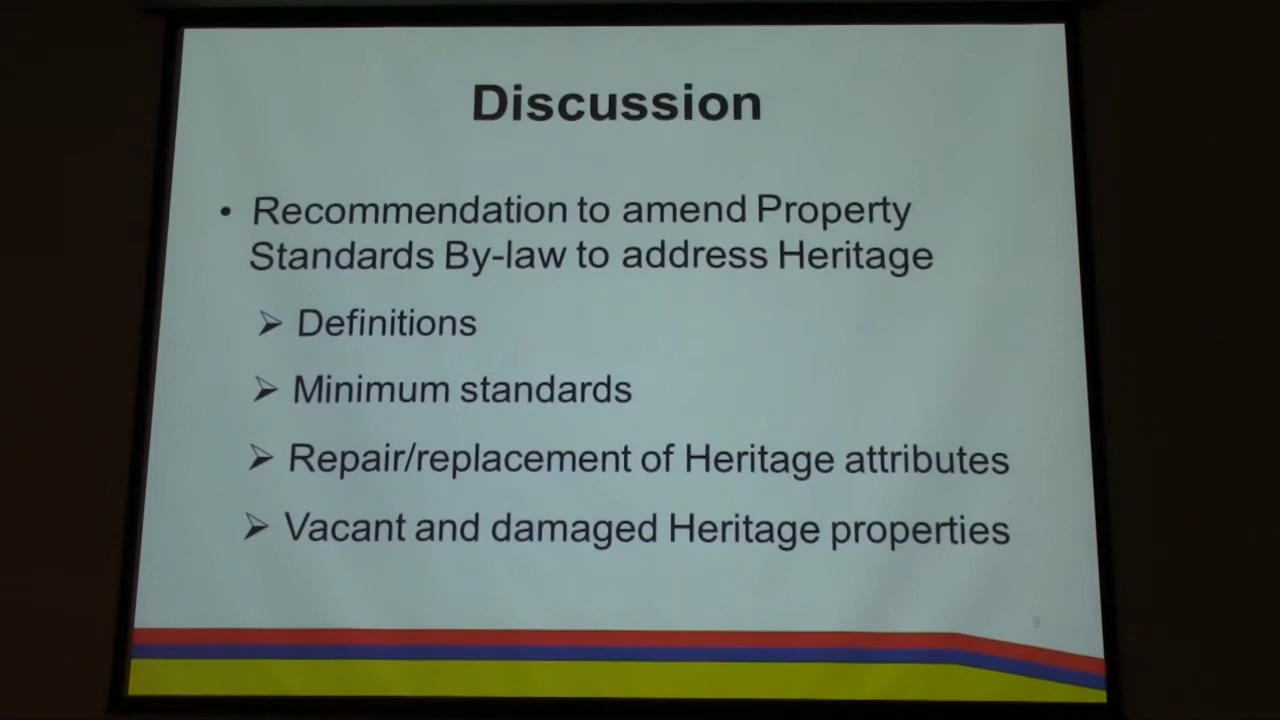 Discussion
• Recommendation to amend Property
Standards By-law to address Heritage
➢ Definitions
➢ Minimum standards
➢ Repair/replacement of Heritage attributes
➢ Vacant and damaged Heritage properties
9